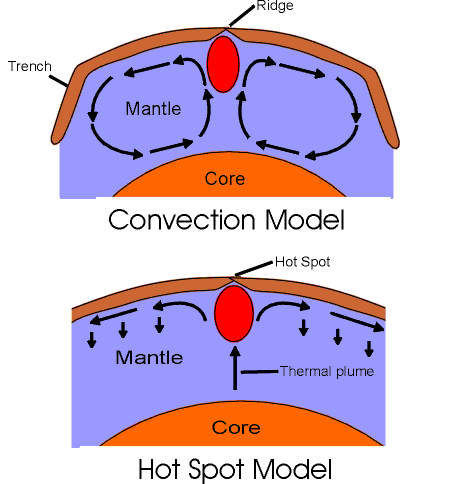 Ridge
Trench
Mantle
Core
Convection Model
Hot Spot
Mantle
Thermal plume
Core
Hot Spot Model